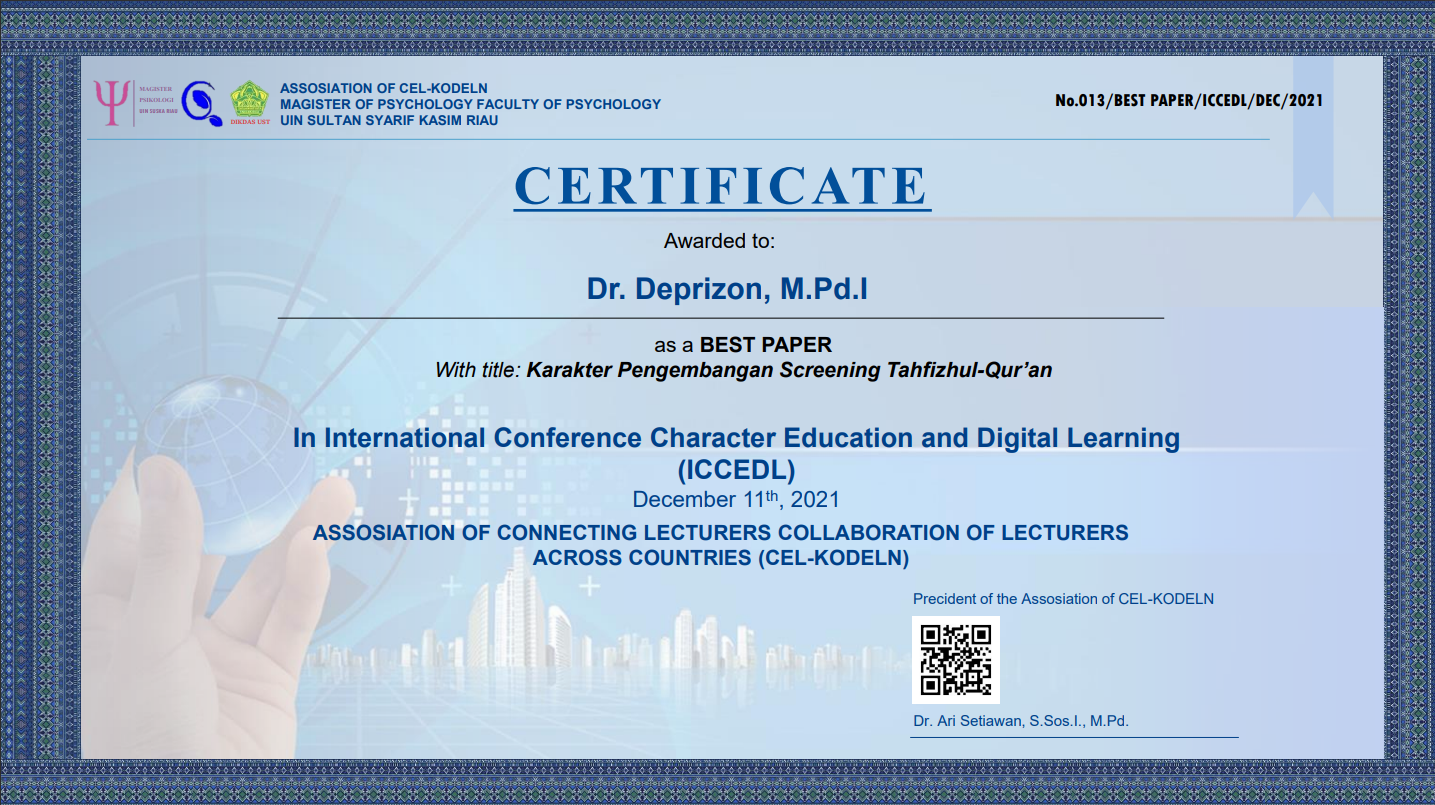 MAGISTER
PSIKOLOGI
UIN SUSKA RIAU
DIKDAS UST
ASSOSIATION OF CEL-KODELN
MAGISTER OF PSYCHOLOGY FACULTY OF PSYCHOLOGY
UIN SULTAN SYARIF KASIM RIAU
No.013/BEST PAPER/ICCEDL/DEC/2021
CERTIFICATE
Awarded to:
Dr. Deprizon, M.Pd.I
as a BEST PAPER
With title: Karakter Pengembangan Screening Tahfizhul-Qur’an
In International Conference Character Education and Digital Learning
(ICCEDL)
December 11th, 2021
ASSOSIATION OF CONNECTING LECTURERS COLLABORATION OF LECTURERS
ACROSS COUNTRIES (CEL-KODELN)
Precident of the Assosiation of CEL-KODELN
Dr. Ari Setiawan, S.Sos.I., M.Pd.